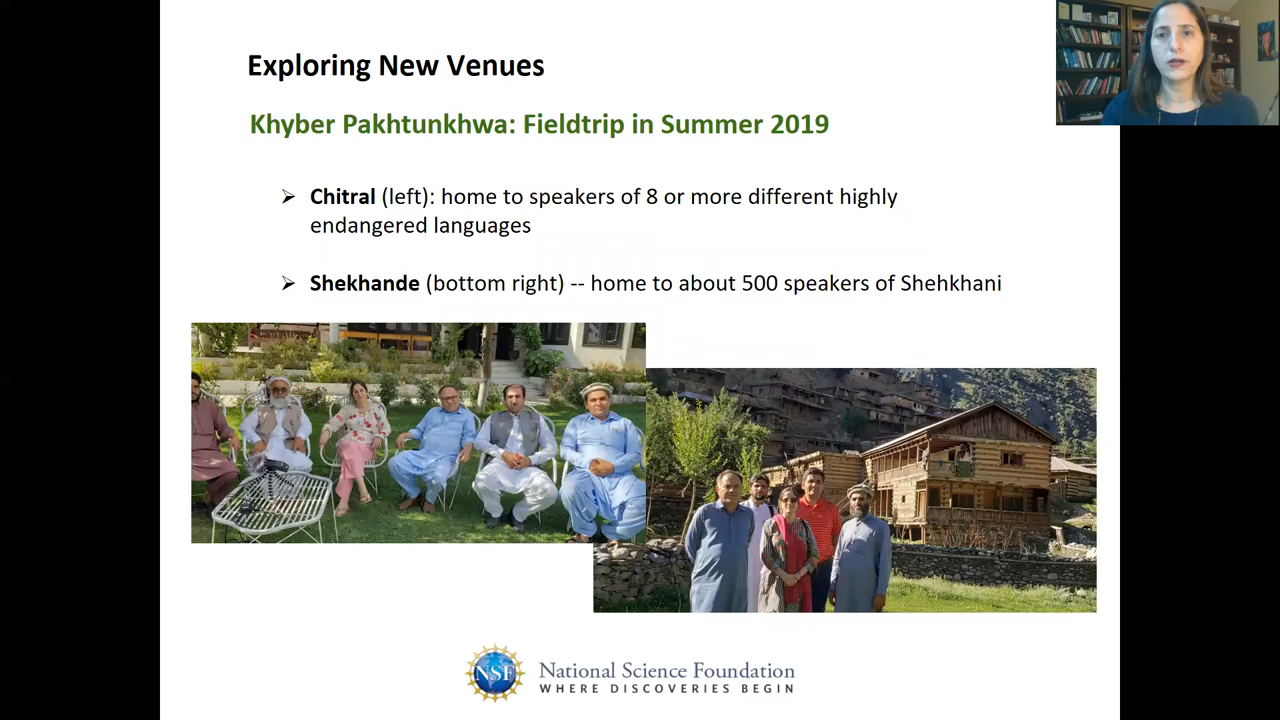 Exploring New Venues
Khyber Pakhtunkhwa: Fieldtrip in Summer 2019
Chitral (left): home to speakers of 8 or more different highly
endangered languages
Shekhande (bottom right) -- home to about 500 speakers of Shehkhani
NSF
National Science Foundation
WHERE DISCOVERIES BEGIN